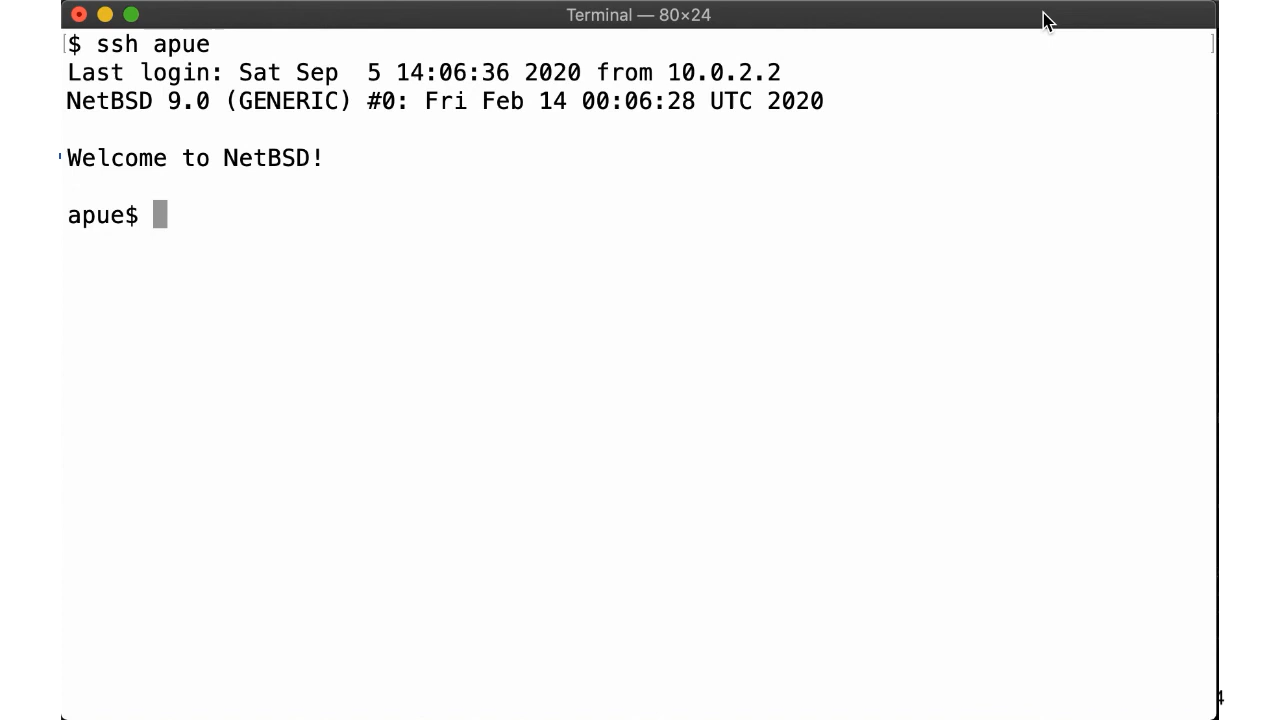 Terminal — 80×24
[$ ssh apue ]
Last login: Sat Sep  5 14:06:36 2020 from 10.0.2.2
NetBSD 9.0 (GENERIC) #0: Fri Feb 14 00:06:28 UTC 2020
Welcome to NetBSD!
apue$
4